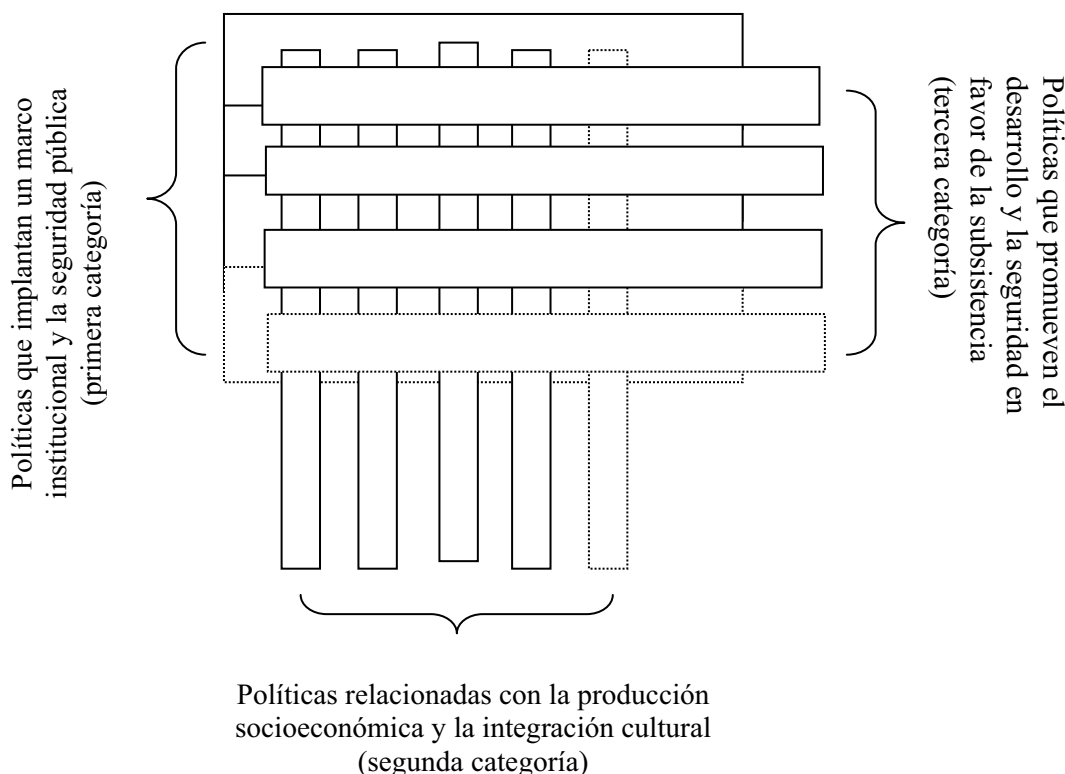 Políticas que implantan un marco
institucional y la seguridad pública
(primera categoría)
Políticas que promueven el
desarrollo y la seguridad en
favor de la subsistencia
(tercera categoría)
Políticas relacionadas con la producción
socioeconómica y la integración cultural
(segunda categoría)